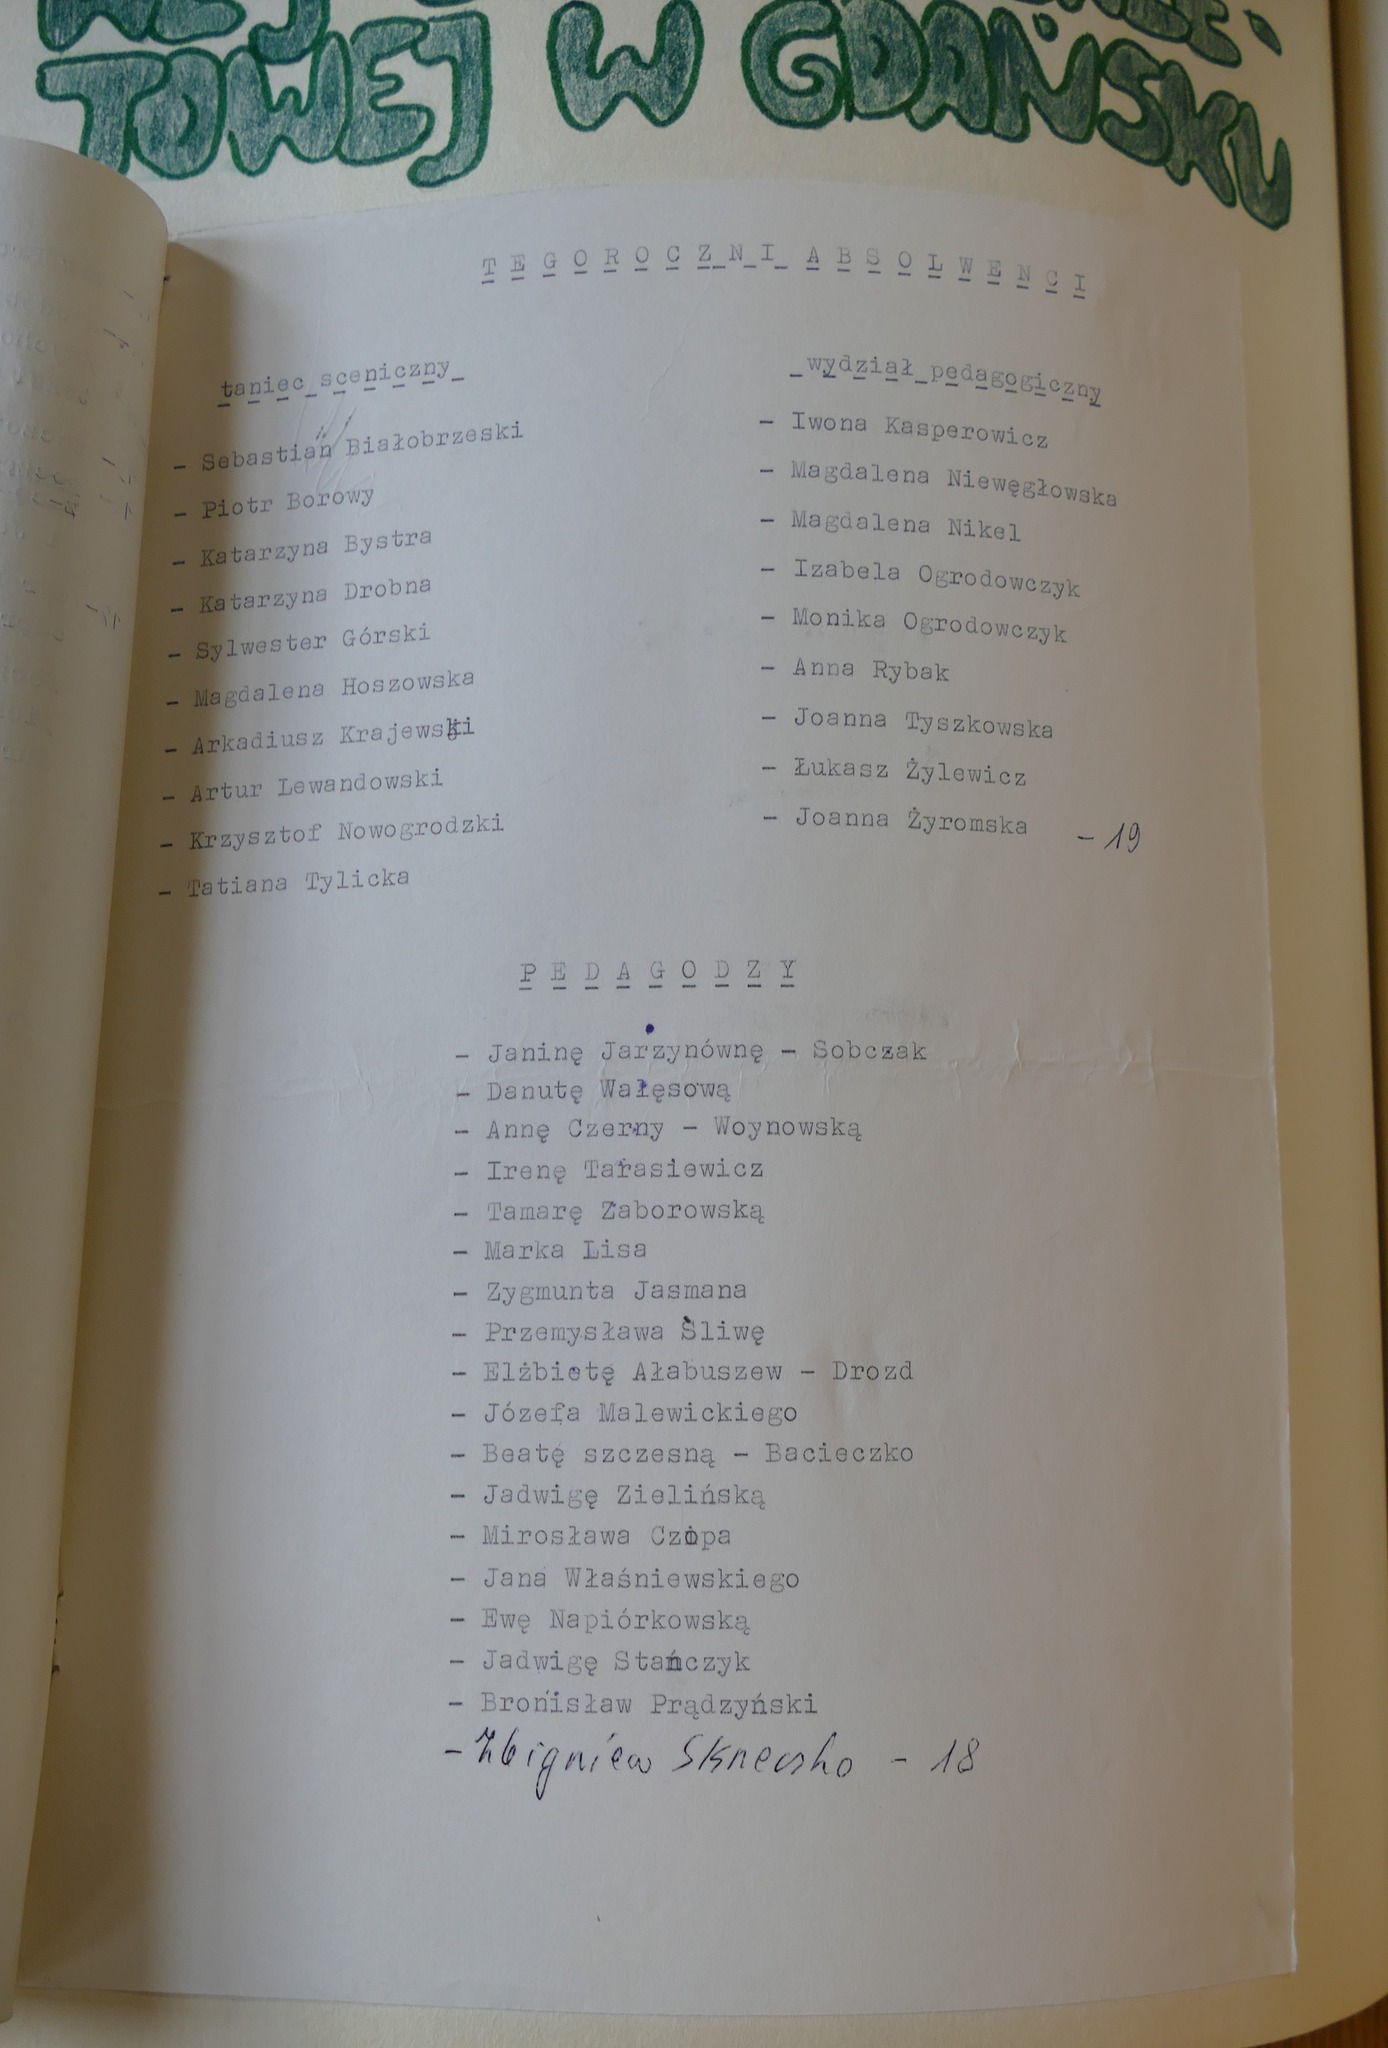 TOWEJ W GDAŃSKU
TEGOROCZNI ABSOLWENCI
taniec sceniczny
- Sebastian Białobrzeski
- Piotr Borowy
- Katarzyna Bystra
- Katarzyna Drobna
- Sylwester Górski
- Magdalena Hoszowska
- Arkadiusz Krajewski
- Artur Lewandowski
- Krzysztof Nowogrodzki
- Tatiana Tylicka
wydział pedagogiczny
- Iwona Kasperowicz
- Magdalena Niewęgłowska
- Magdalena Nikel
- Izabela Ogrodowczyk
- Monika Ogrodowczyk
- Anna Rybak
- Joanna Tyszkowska
- Łukasz Żylewicz
- Joanna Żyromska - 19
PEDAGODZY
- Janinę Jarzynównę - Sobczak
- Danutę Wałęsową
- Annę Czerny - Woynowską
- Irenę Tarasiewicz
- Tamarę Zaborowską
- Marka Lisa
- Zygmunta Jasmana
- Przemysława Śliwę
- Elżbietę Ałabuszew - Drozd
- Józefa Malewickiego
- Beatę szczesną - Bacieczko
- Jadwigę Zielińską
- Mirosława Czopa
- Jana Właśniewskiego
- Ewę Napiórkowską
- Jadwigę Stańczyk
- Bronisław Prądzyński
- Zbigniew - 18